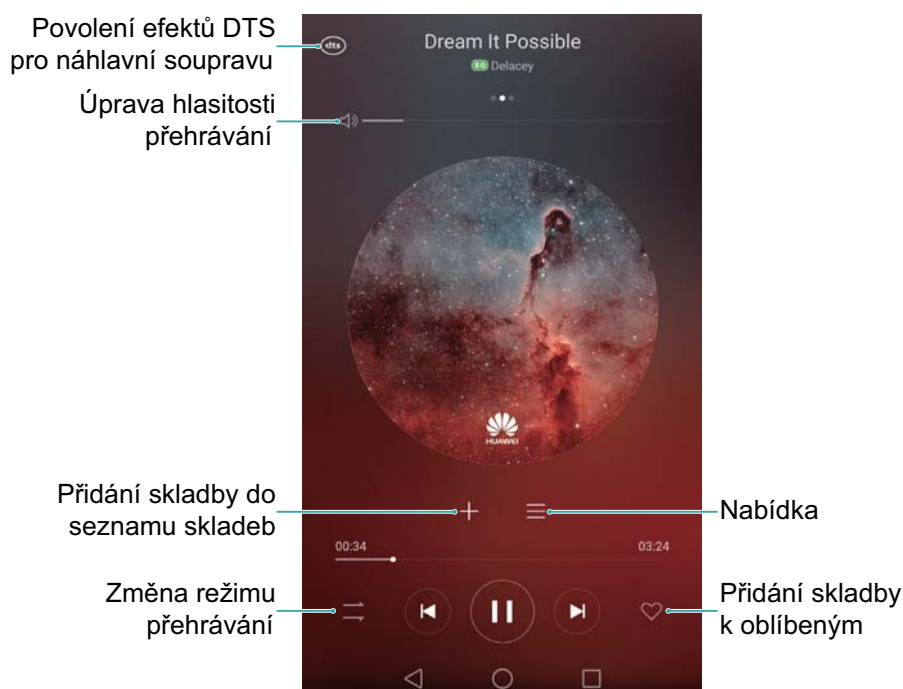 Povolení efektů DTS
pro náhlavní soupravu
dts
Dream It Possible
SQ Delacey
Úprava hlasitosti
přehrávání
HUAWEI
Přidání skladby do
seznamu skladeb
Nabídka
00:34
03:24
Změna režimu
přehrávání
Přidání skladby
k oblíbeným